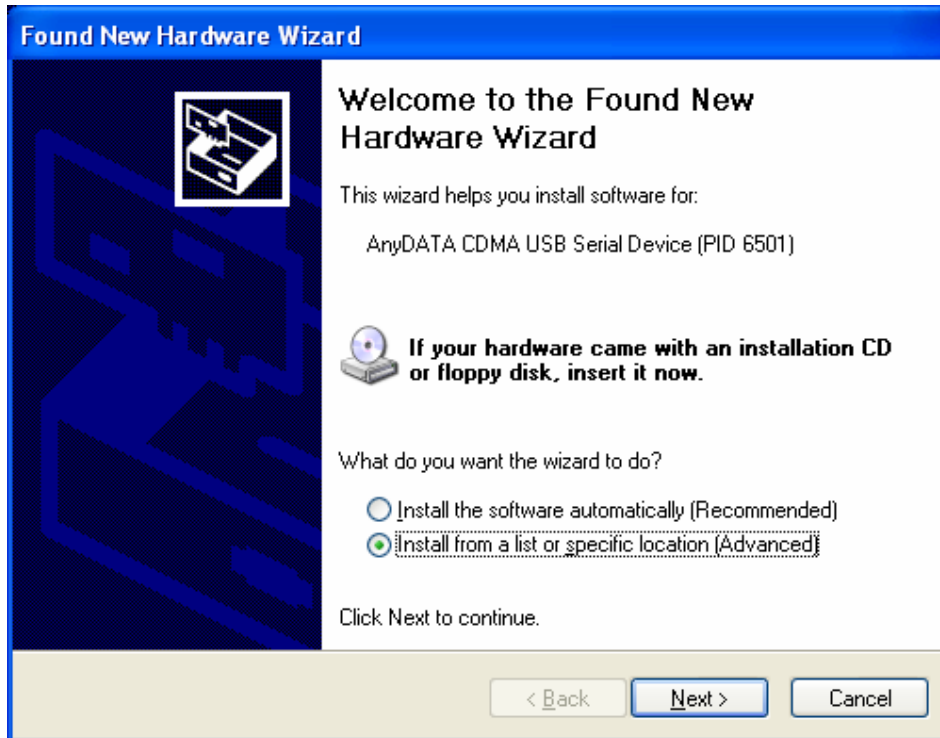 Found New Hardware Wizard
Welcome to the Found New
Hardware Wizard
This wizard helps you install software for:
AnyDATA CDMA USB Serial Device (PID 6501)
If your hardware came with an installation CD
or floppy disk, insert it now.
What do you want the wizard to do?
Install the software automatically (Recommended)
Install from a list or specific location (Advanced)
Click Next to continue.
< Back Next > Cancel